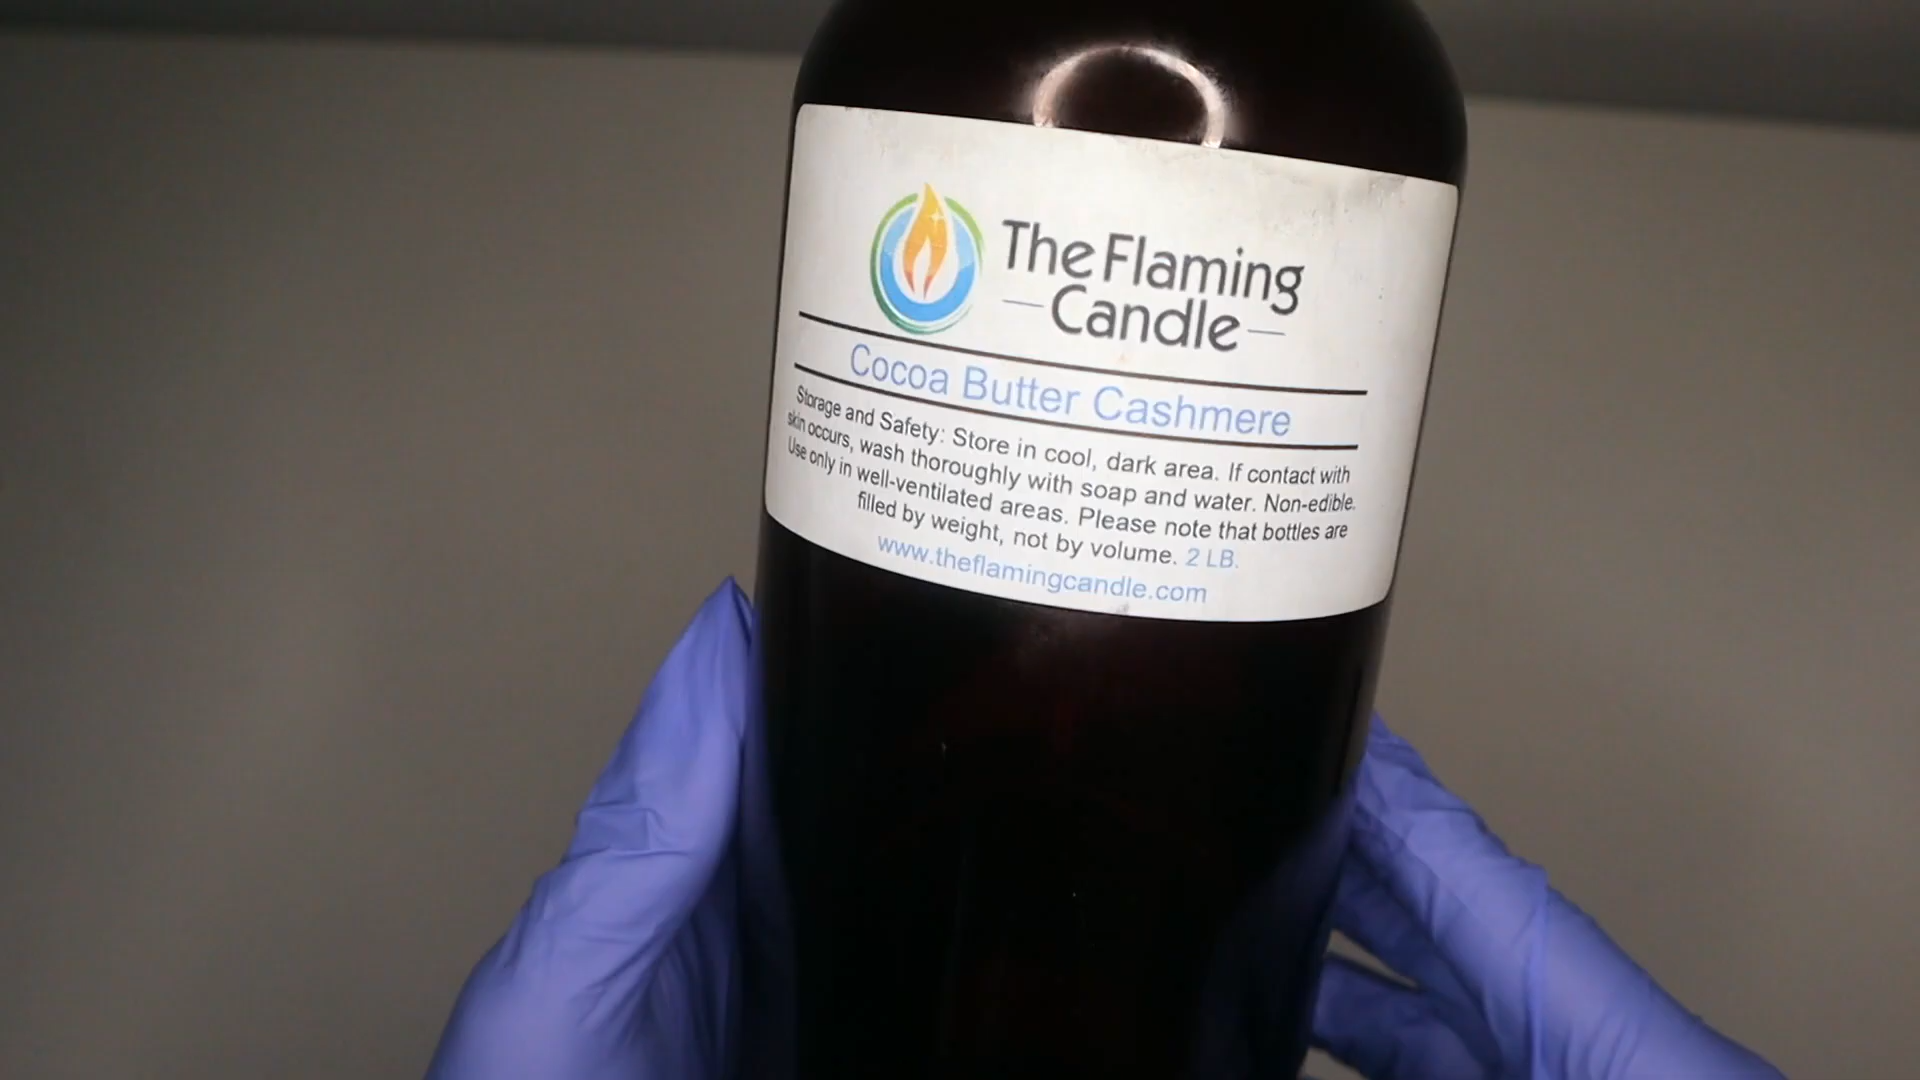 The Flaming
Candle
Cocoa Butter Cashmere
Storage and Safety: Store in cool, dark area. If contact with
skin occurs, wash thoroughly with soap and water. Non-edible.
Use only in well-ventilated areas. Please note that bottles are
filled by weight, not by volume. 2 LB.
www.theflamingcandle.com